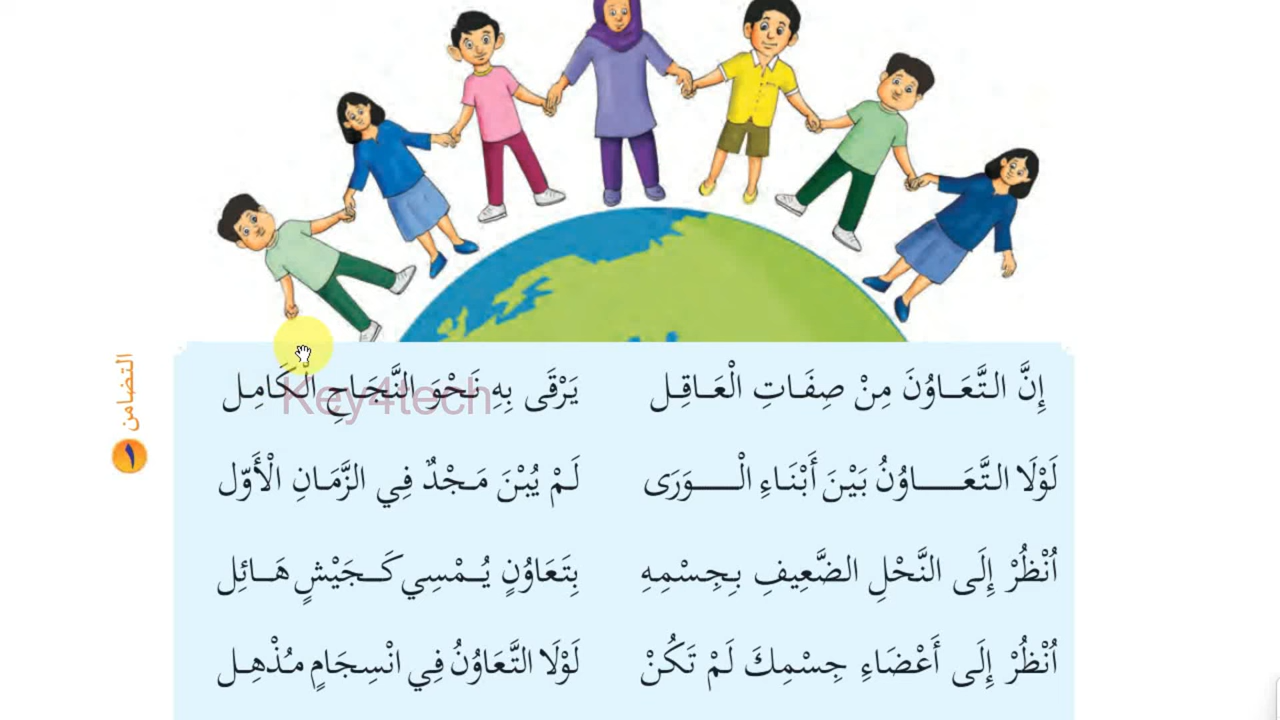 إِنَّ التَّعَاوُنَ مِنْ صِفَاتِ الْعَاقِلِ يَرْقَى بِهِ نَحْوَ النَّجَاحِ الْكَامِلِ
لَوْلَا التَّعَاوُنُ بَيْنَ أَبْنَاءِ الْوَرَى لَمْ يُبْنَ مَجْدٌ فِي الزَّمَانِ الْأَوّل
اُنْظُرْ إِلَى النَّحْلِ الضَّعِيفِ بِجِسْمِهِ بِتَعَاوُنٍ يُمْسِي كَجَيْشٍ هَائِلِ
اُنْظُرْ إِلَى أَعْضَاءِ جِسْمِكَ لَمْ تَكُنْ لَوْلَا التَّعَاوُنُ فِي انْسِجَامٍ مُذْهِلِ
Key4tech
التضامن
١